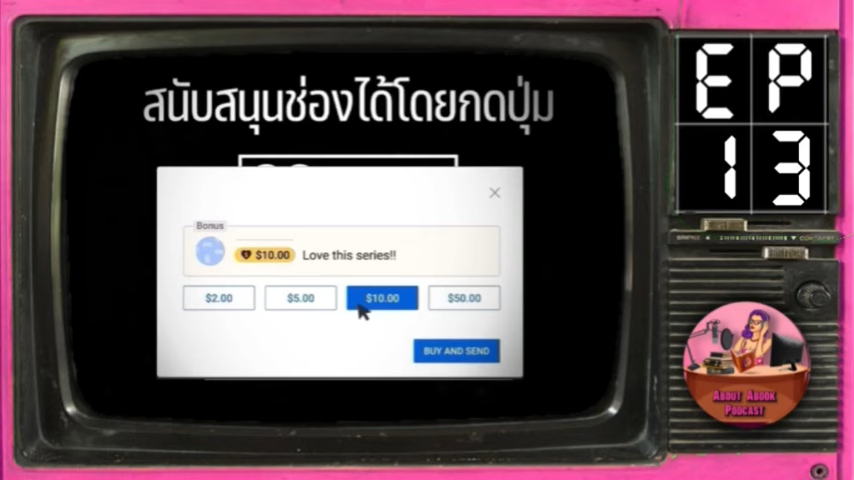 สนับสนุนช่องได้โดยกดปุ่ม
Bonus
$10.00 Love this series!!
$2.00 $5.00 $10.00 $50.00
BUY AND SEND
EP
13
ABOUT ABOOK
PODCAST